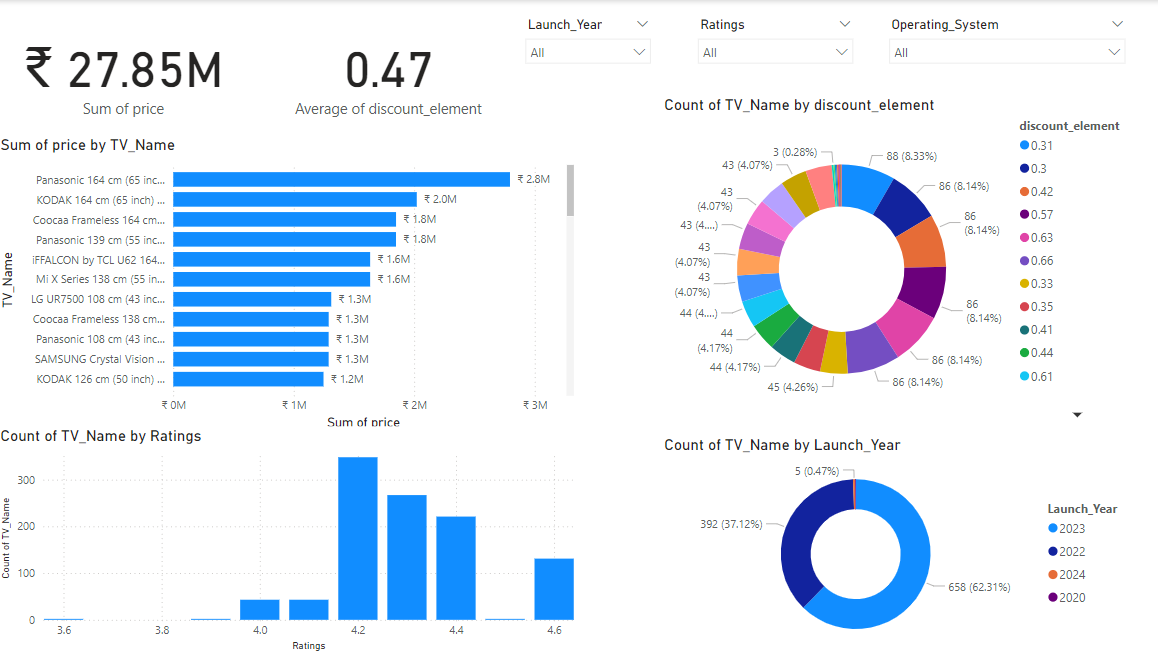 Launch_Year
All
Ratings
All
Operating_System
All
₹ 27.85M
Sum of price
0.47
Average of discount_element
Sum of price by TV_Name
TV_Name
Panasonic 164 cm (65 inc...
₹ 2.8M
KODAK 164 cm (65 inch) ...
₹ 2.0M
Coocaa Frameless 164 cm...
₹ 1.8M
Panasonic 139 cm (55 inc...
₹ 1.8M
iFFALCON by TCL U62 164...
₹ 1.6M
Mi X Series 138 cm (55 in...
₹ 1.6M
LG UR7500 108 cm (43 inc...
₹ 1.3M
Coocaa Frameless 138 cm...
₹ 1.3M
Panasonic 108 cm (43 inc...
₹ 1.3M
SAMSUNG Crystal Vision ...
₹ 1.3M
KODAK 126 cm (50 inch) ...
₹ 1.2M
₹ 0M
₹ 1M
₹ 2M
₹ 3M
Sum of price
Count of TV_Name by discount_element
3 (0.28%)
88 (8.33%)
86 (8.14%)
86
(8.14%)
86
(8.14%)
86 (8.14%)
86 (8.14%)
45 (4.26%)
44 (4.17%)
44
(4.17%)
44 (4....)
43
(4.07%)
43
(4.07%)
43 (4....)
43
(4.07%)
43 (4.07%)
discount_element
0.31
0.3
0.42
0.57
0.63
0.66
0.33
0.35
0.41
0.44
0.61
Count of TV_Name by Ratings
Count of TV_Name
300
200
100
0
3.6
3.8
4.0
4.2
4.4
4.6
Ratings
Count of TV_Name by Launch_Year
5 (0.47%)
392 (37.12%)
658 (62.31%)
Launch_Year
2023
2022
2024
2020